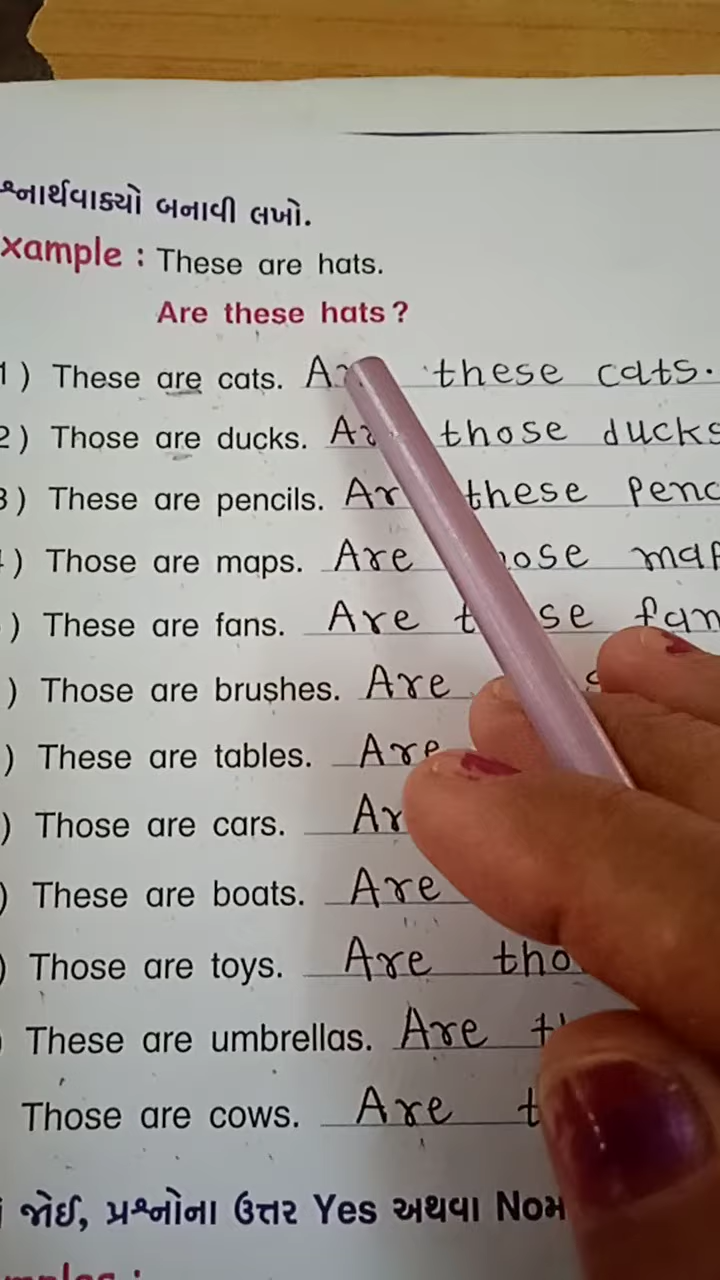 શ્નાર્થવાક્યો બનાવી લખો.
xample : These are hats.
Are these hats ?
1 ) These are cats. these cats.
2 ) Those are ducks. those ducks
3 ) These are pencils. these
) Those are maps. Are
) These are fans. Are fan
) Those are brushes. Are
) These are tables. Are
) Those are cars.
) These are boats. Are
) Those are toys. Are
These are umbrellas. Are
Those are cows. Are
જોઈ, પ્રશ્નોના ઉત્તર Yes અથવા No